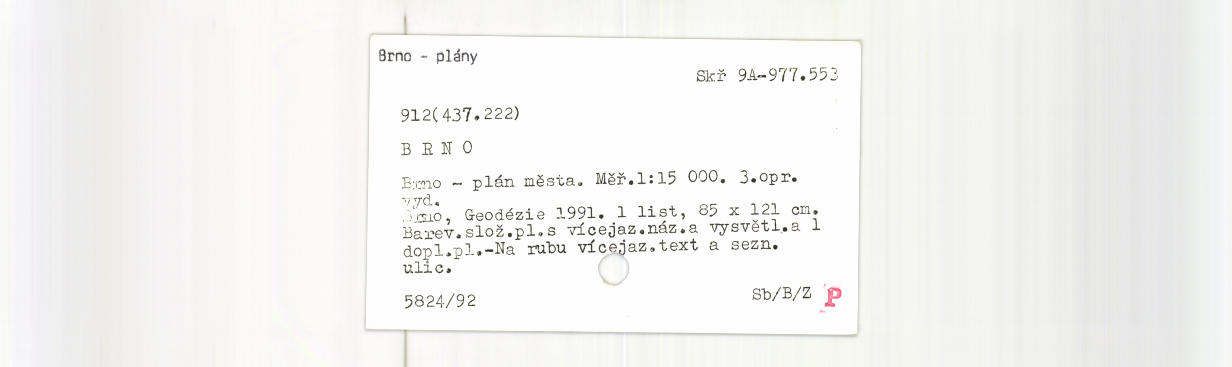 Brno - plány
Skř 9A-977.553
912(437.222)
B R N O
Brno - plán města. Měř.1:15 000. 3.opr.
vyd.
Brno, Geodézie 1991. 1 list, 85 x 121 cm.
Barev.slož.pl.s vícejaz.náz.a vysvětl.a 1
dopl.pl.-Na rubu vícejaz.text a sezn.
ulic.
5824/92
Sb/B/Z P